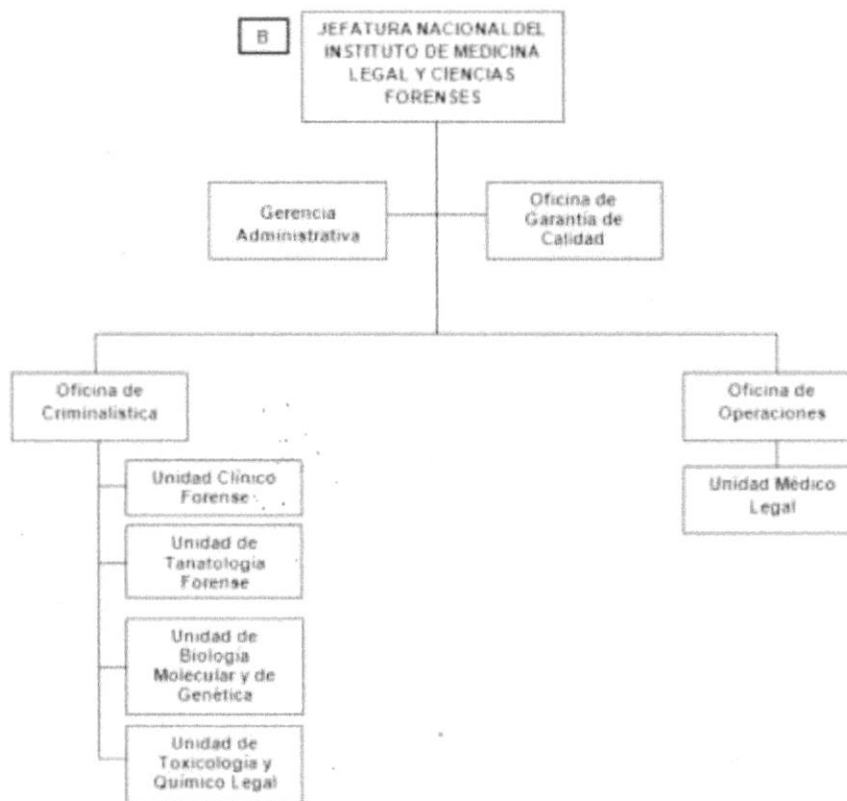 B
JEFATURA NACIONAL DEL
INSTITUTO DE MEDICINA
LEGAL Y CIENCIAS
FORENSES
Gerencia
Administrativa
Oficina de
Garantía de
Calidad
Oficina de
Criminalística
Oficina de
Operaciones
Unidad Clínico
Forense
Unidad Médico
Legal
Unidad de
Tanatología
Forense
Unidad de
Biología
Molecular y de
Genética
Unidad de
Toxicología y
Químico Legal